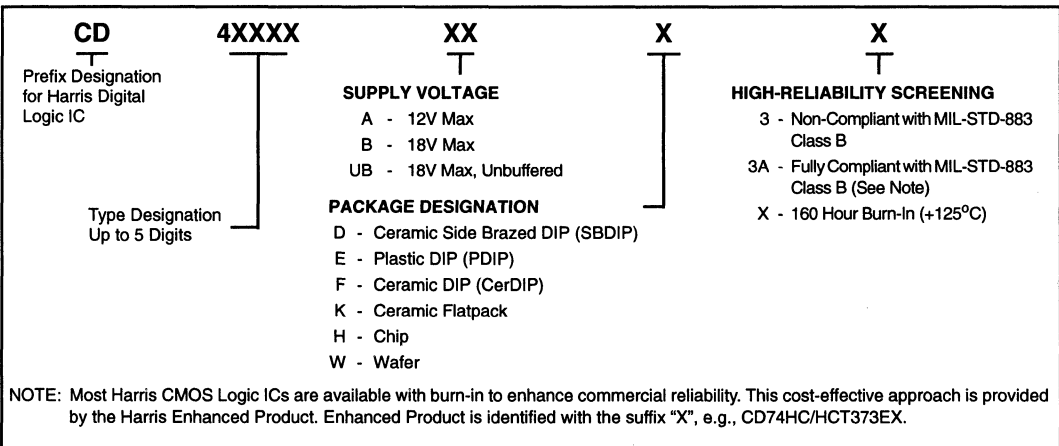 CD 4XXXX XX X X
Prefix Designation
for Harris Digital
Logic IC
Type Designation
Up to 5 Digits
SUPPLY VOLTAGE
A - 12V Max
B - 18V Max
UB - 18V Max, Unbuffered
PACKAGE DESIGNATION
D - Ceramic Side Brazed DIP (SBDIP)
E - Plastic DIP (PDIP)
F - Ceramic DIP (CerDIP)
K - Ceramic Flatpack
H - Chip
W - Wafer
HIGH-RELIABILITY SCREENING
3 - Non-Compliant with MIL-STD-883
Class B
3A - Fully Compliant with MIL-STD-883
Class B (See Note)
X - 160 Hour Burn-In (+125°C)
NOTE: Most Harris CMOS Logic ICs are available with burn-in to enhance commercial reliability. This cost-effective approach is provided
by the Harris Enhanced Product. Enhanced Product is identified with the suffix “X”, e.g., CD74HC/HCT373EX.